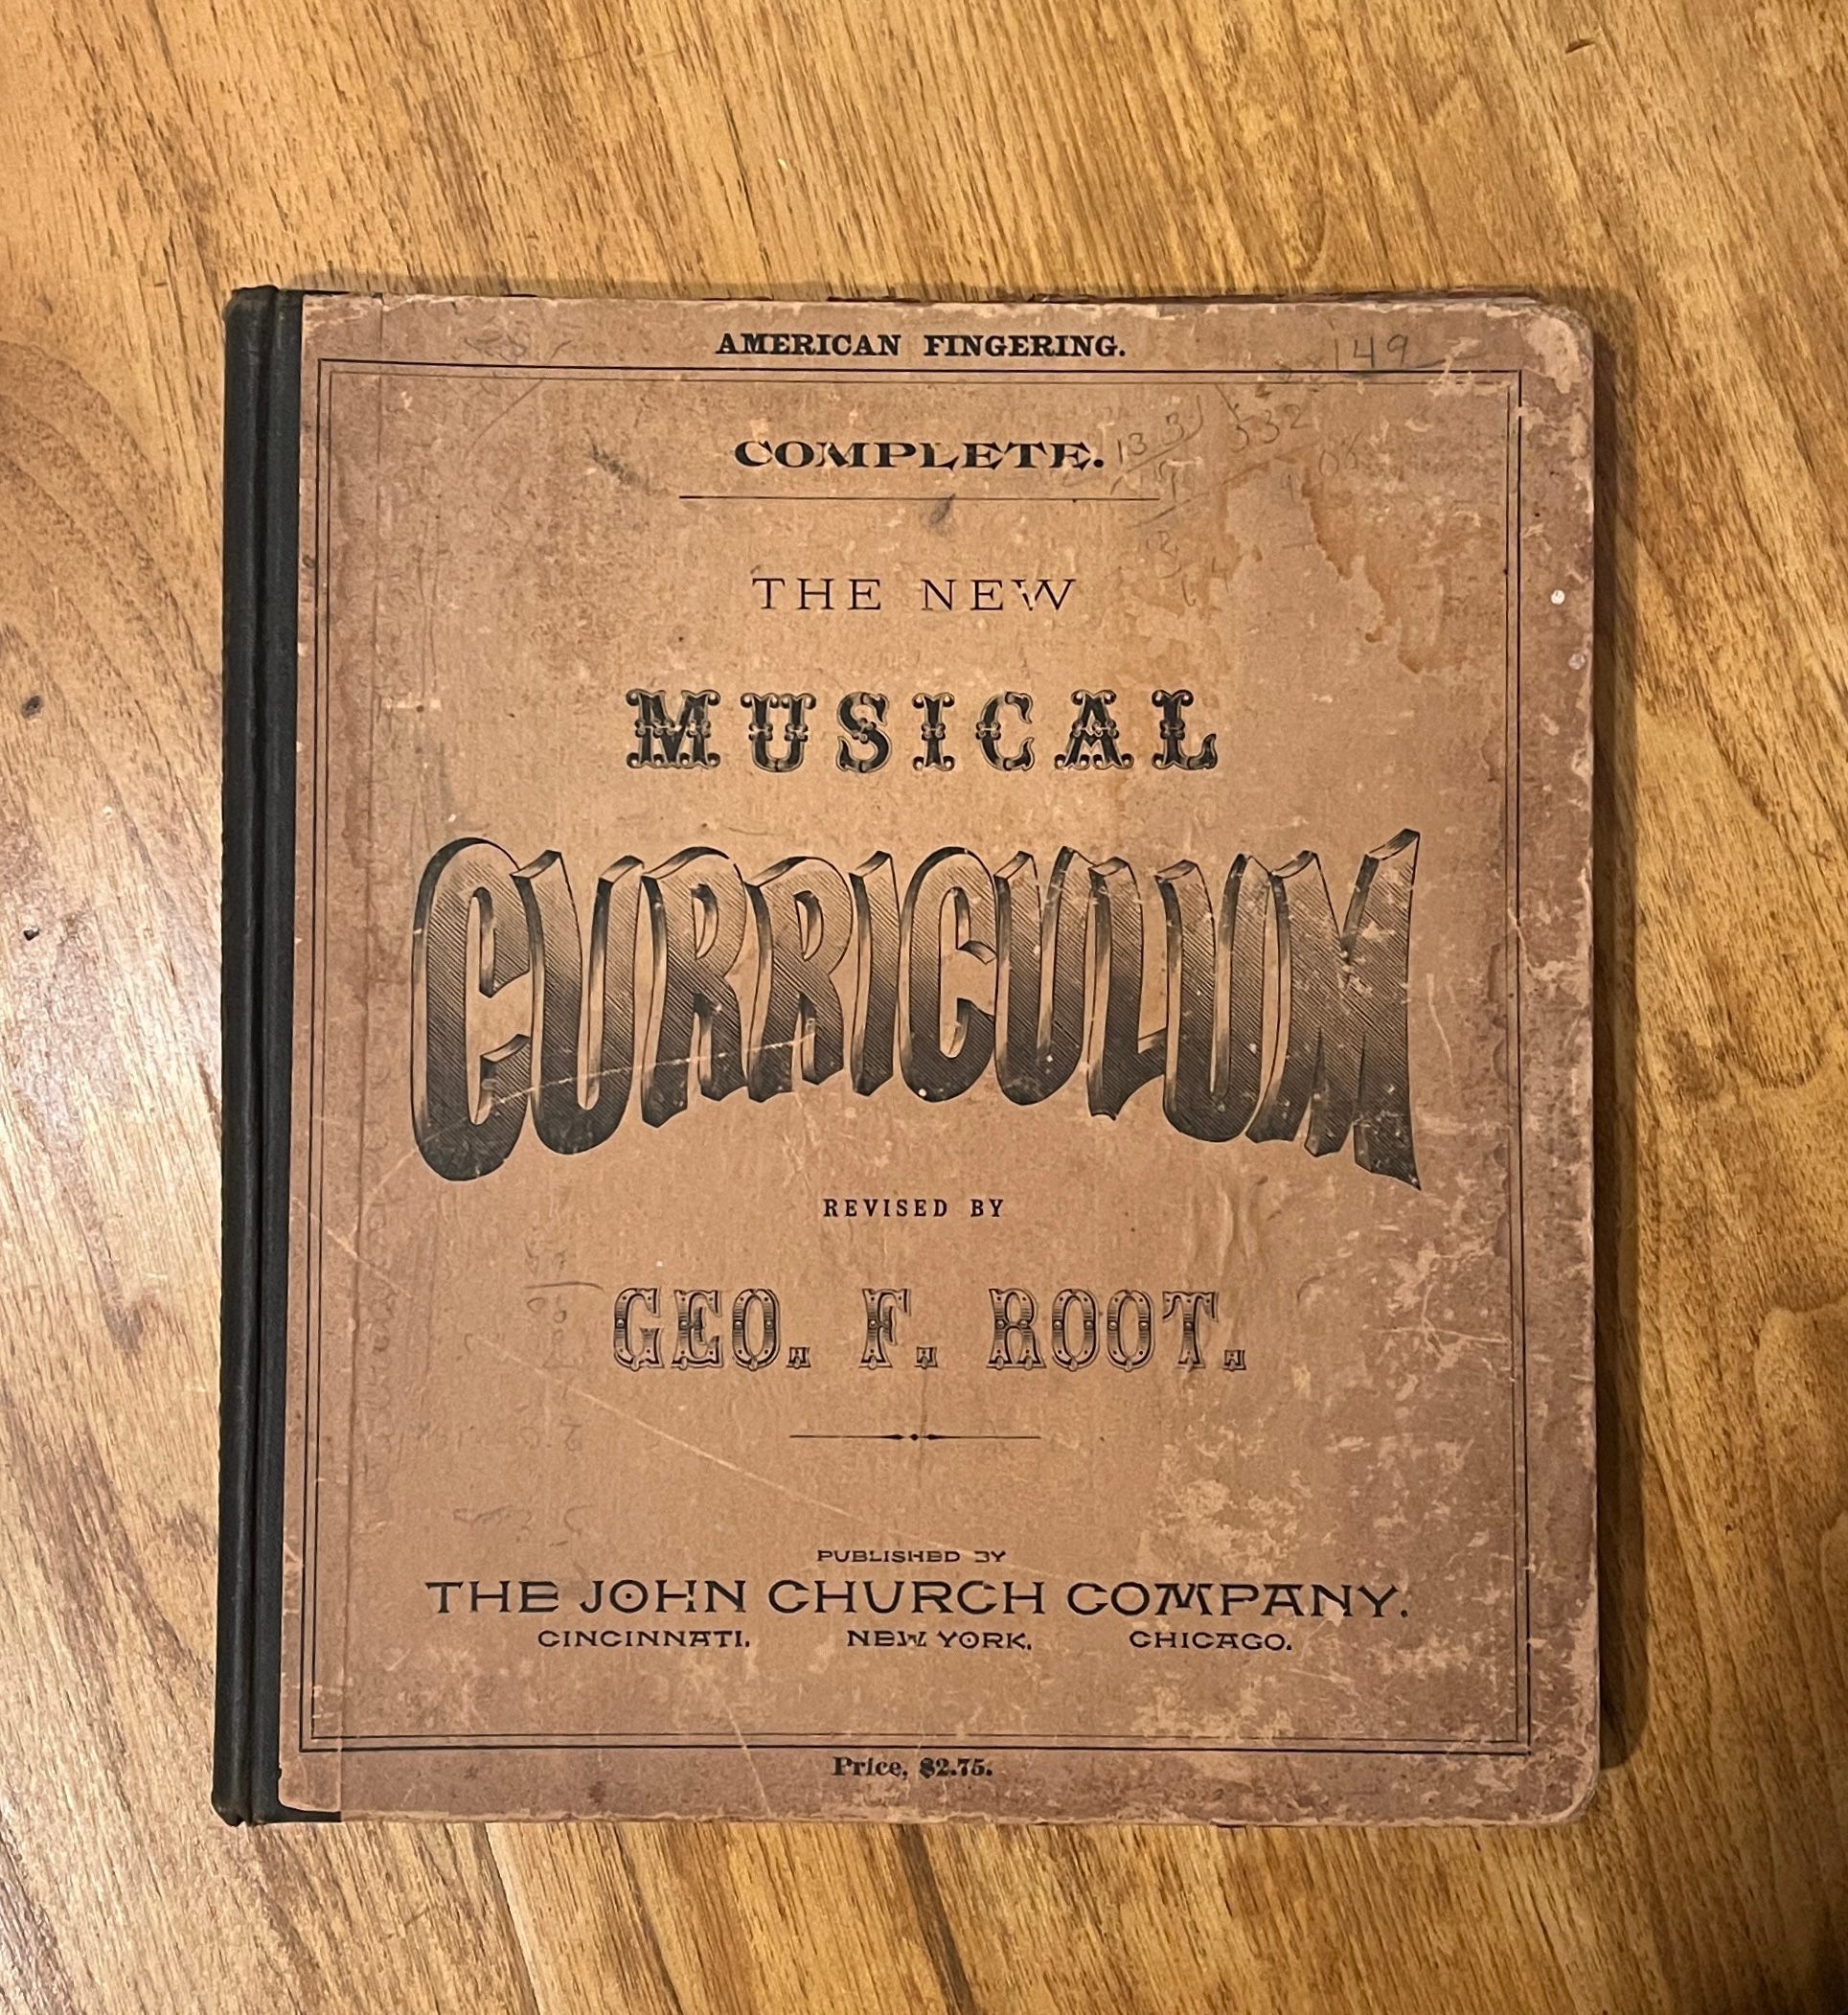 AMERICAN FINGERING.
149
COMPLETE.
THE NEW
MUSICAL
CURRICULUM
REVISED BY
GEO. F. ROOT.
PUBLISHED BY
THE JOHN CHURCH COMPANY.
CINCINNATI. NEW YORK. CHICAGO.
Price, $2.75.